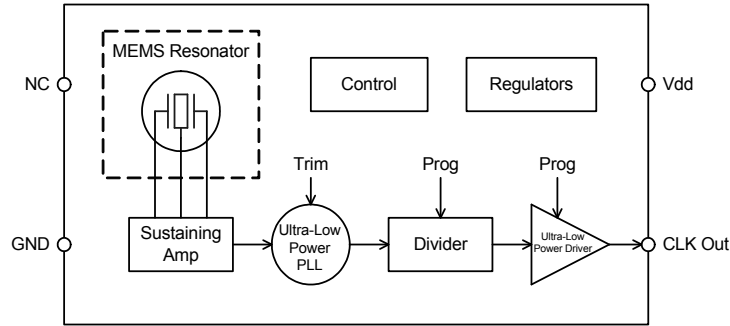 MEMS Resonator
NC
Control
Regulators
Vdd
Trim
Prog
Prog
GND
Sustaining
Amp
Ultra-Low
Power
PLL
Divider
Ultra-Low
Power Driver
CLK Out